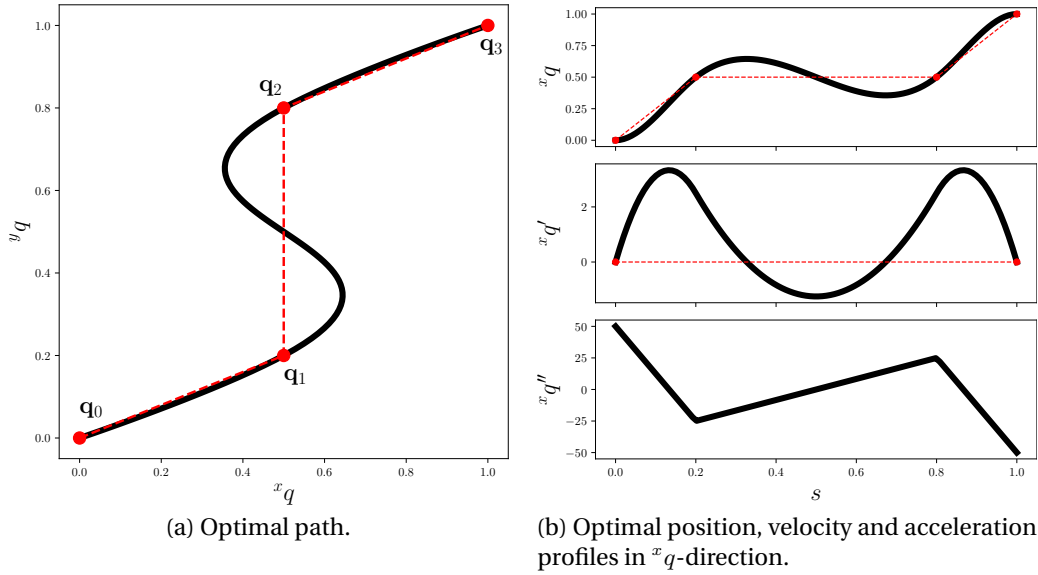 1.0
0.8
0.6
0.4
0.2
0.0
0.0 0.2 0.4 0.6 0.8 1.0
ʸq
ˣq
q₀
q₁
q₂
q₃
(a) Optimal path.
1.00
0.75
0.50
0.25
0.00
ˣq
2
0
ˣq′
50
25
0
−25
−50
ˣq′′
0.0 0.2 0.4 0.6 0.8 1.0
s
(b) Optimal position, velocity and acceleration
profiles in ˣq-direction.